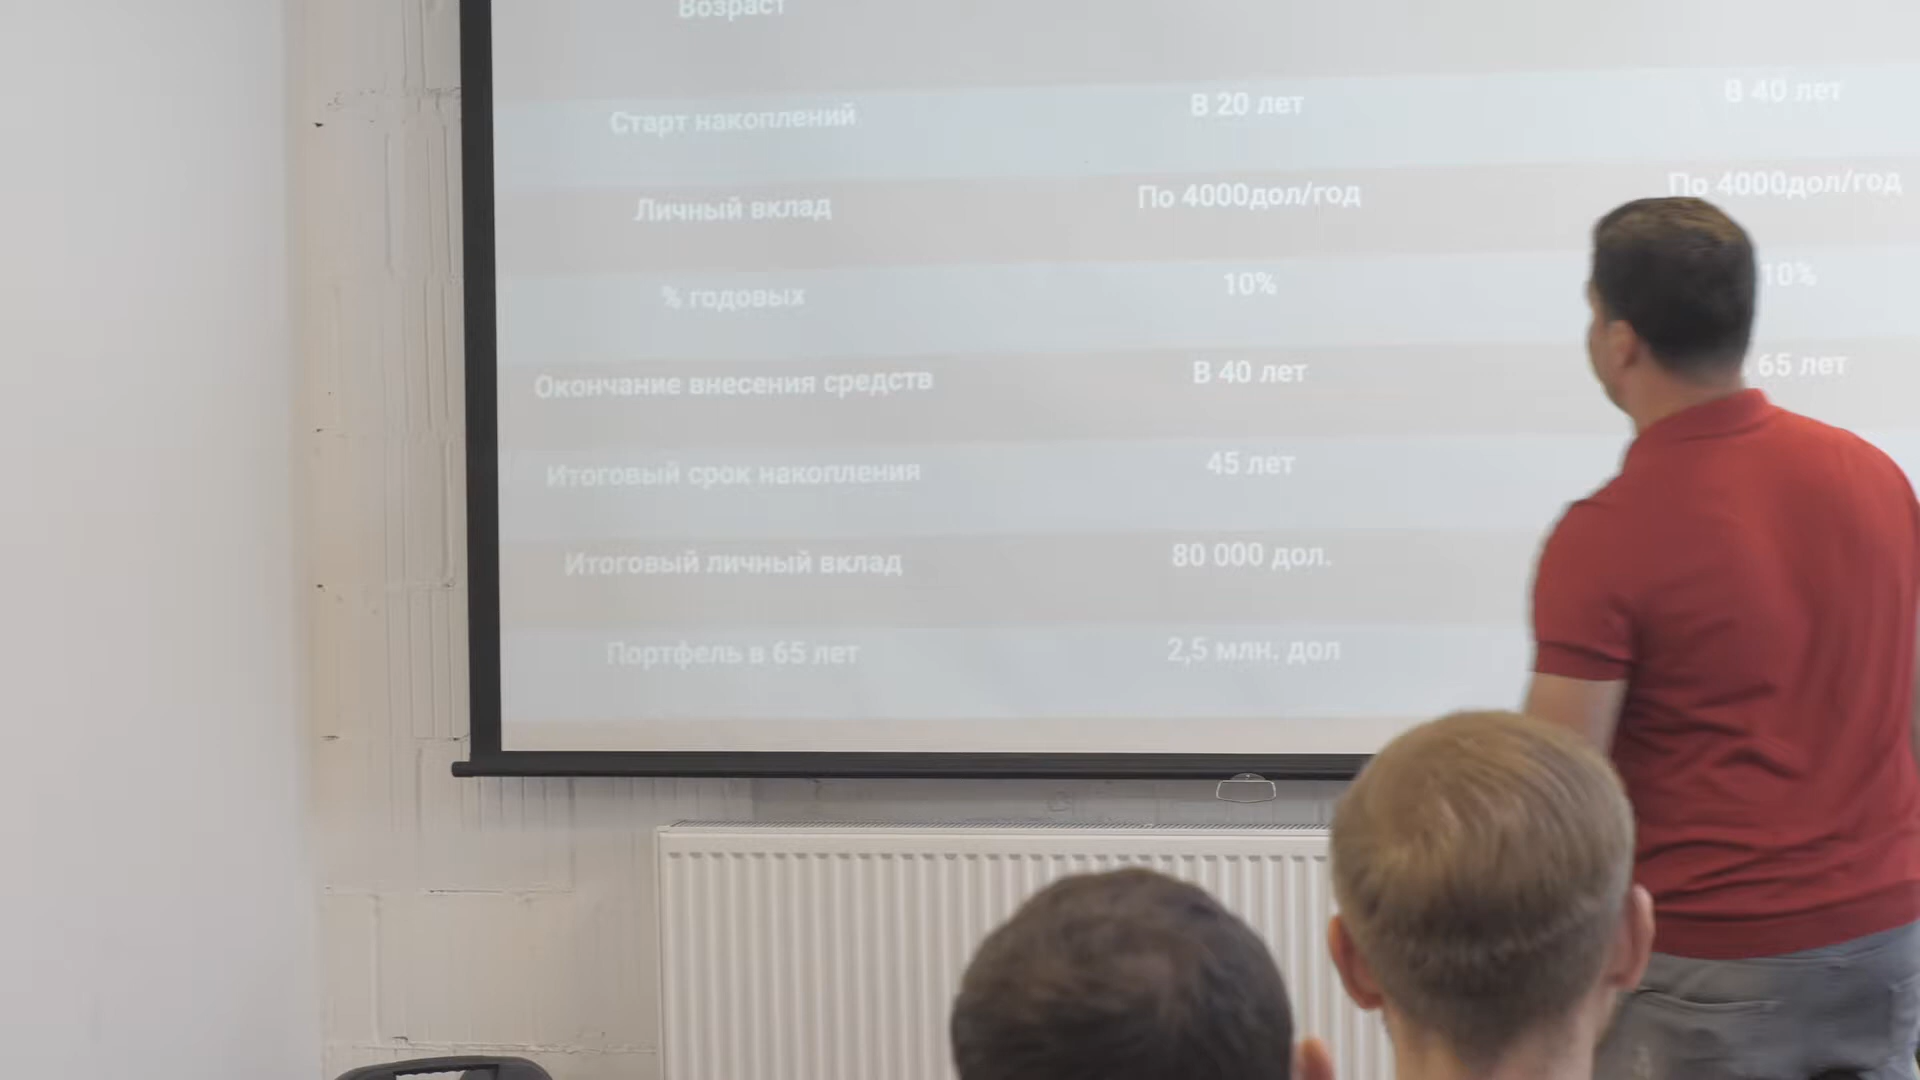 Возраст
Старт накоплений В 20 лет В 40 лет
Личный вклад По 4000дол/год По 4000дол/год
% годовых 10% 10%
Окончание внесения средств В 40 лет 65 лет
Итоговый срок накопления 45 лет
Итоговый личный вклад 80 000 дол.
Портфель в 65 лет 2,5 млн. дол